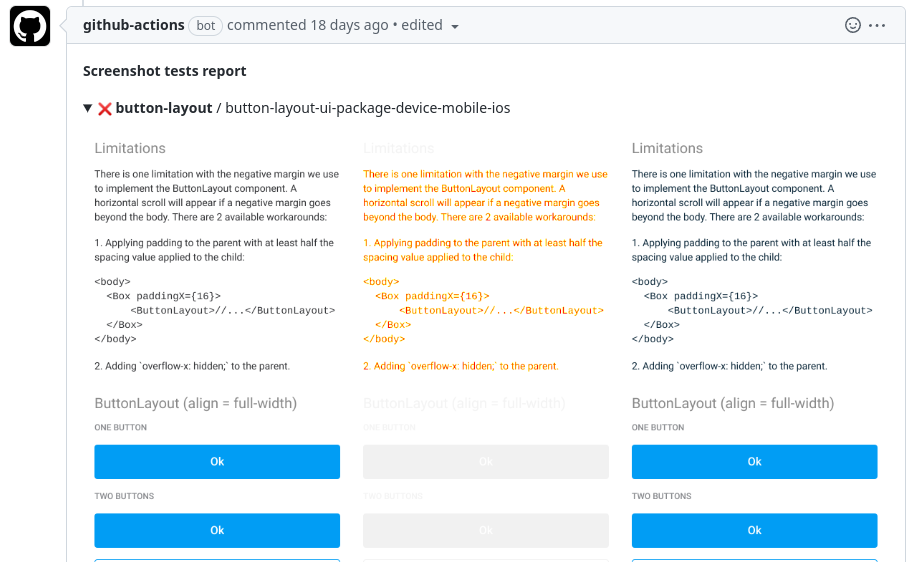 github-actions bot commented 18 days ago • edited
Screenshot tests report
button-layout / button-layout-ui-package-device-mobile-ios
Limitations
There is one limitation with the negative margin we use
to implement the ButtonLayout component. A
horizontal scroll will appear if a negative margin goes
beyond the body. There are 2 available workarounds:
1. Applying padding to the parent with at least half the
spacing value applied to the child:
<body>
<Box paddingX={16}>
<ButtonLayout>//...</ButtonLayout>
</Box>
</body>
2. Adding `overflow-x: hidden;` to the parent.
ButtonLayout (align = full-width)
ONE BUTTON
Ok
TWO BUTTONS
Ok
Limitations
There is one limitation with the negative margin we use
to implement the ButtonLayout component. A
horizontal scroll will appear if a negative margin goes
beyond the body. There are 2 available workarounds:
1. Applying padding to the parent with at least half the
spacing value applied to the child:
<body>
<Box paddingX={16}>
<ButtonLayout>//...</ButtonLayout>
</Box>
</body>
2. Adding `overflow-x: hidden;` to the parent.
ButtonLayout (align = full-width)
ONE BUTTON
Ok
TWO BUTTONS
Ok
Limitations
There is one limitation with the negative margin we use
to implement the ButtonLayout component. A
horizontal scroll will appear if a negative margin goes
beyond the body. There are 2 available workarounds:
1. Applying padding to the parent with at least half the
spacing value applied to the child:
<body>
<Box paddingX={16}>
<ButtonLayout>//...</ButtonLayout>
</Box>
</body>
2. Adding `overflow-x: hidden;` to the parent.
ButtonLayout (align = full-width)
ONE BUTTON
Ok
TWO BUTTONS
Ok